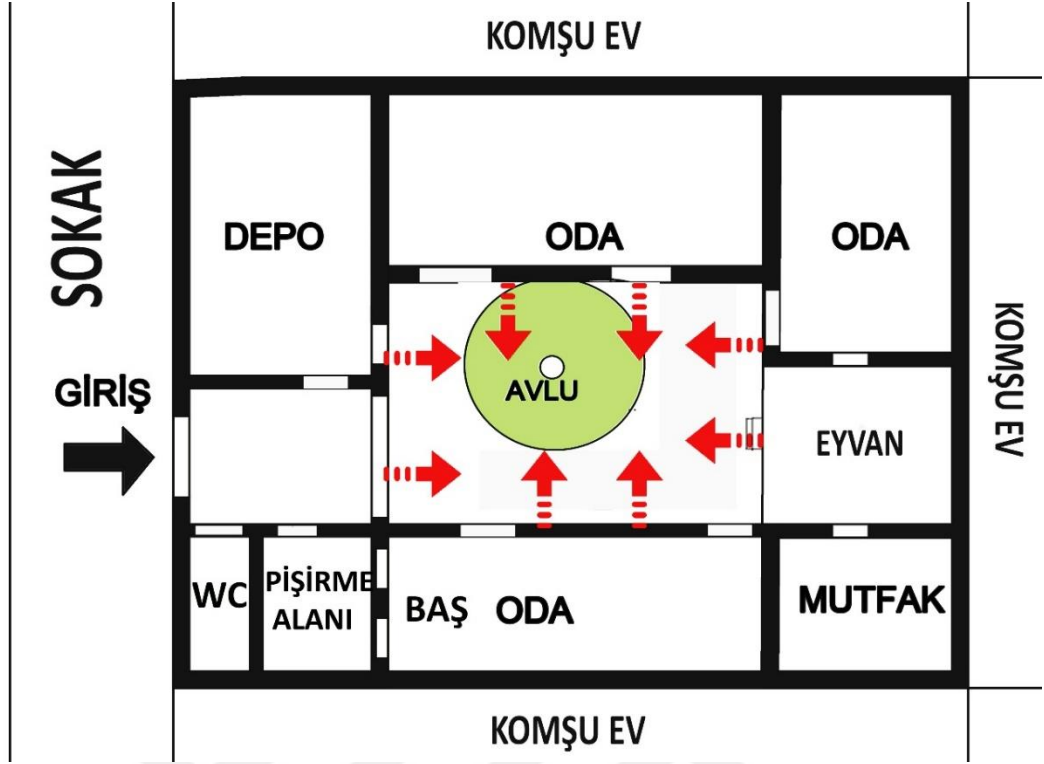 KOMŞU EV
SOKAK
DEPO
ODA
ODA
GİRİŞ
AVLU
EYVAN
KOMŞU EV
WC
PİŞİRME
ALANI
BAŞ ODA
MUTFAK
KOMŞU EV